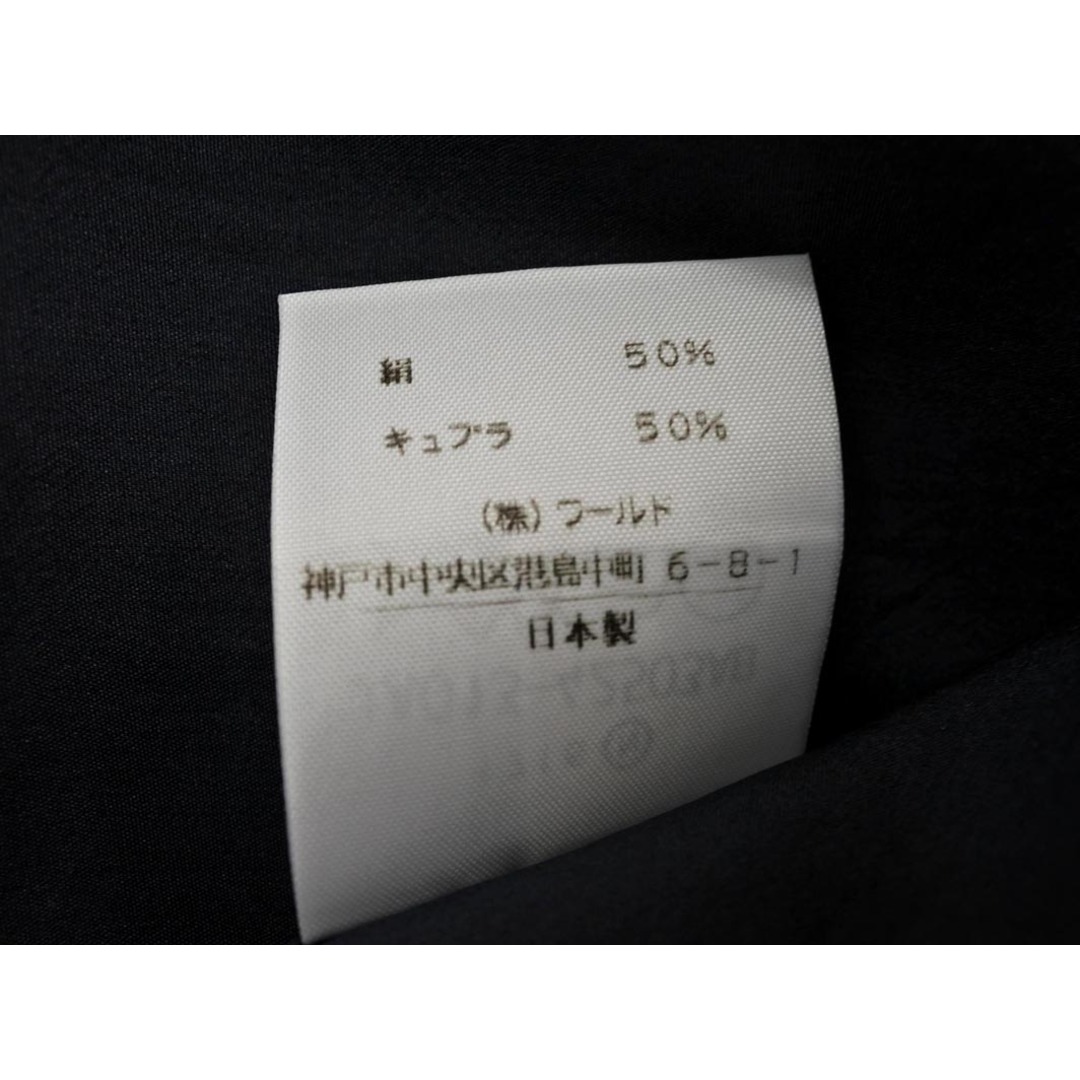 絹 50%
キュプラ 50%
(株)ワールド
神戸市中央区港島中町 6-8-1
日本製